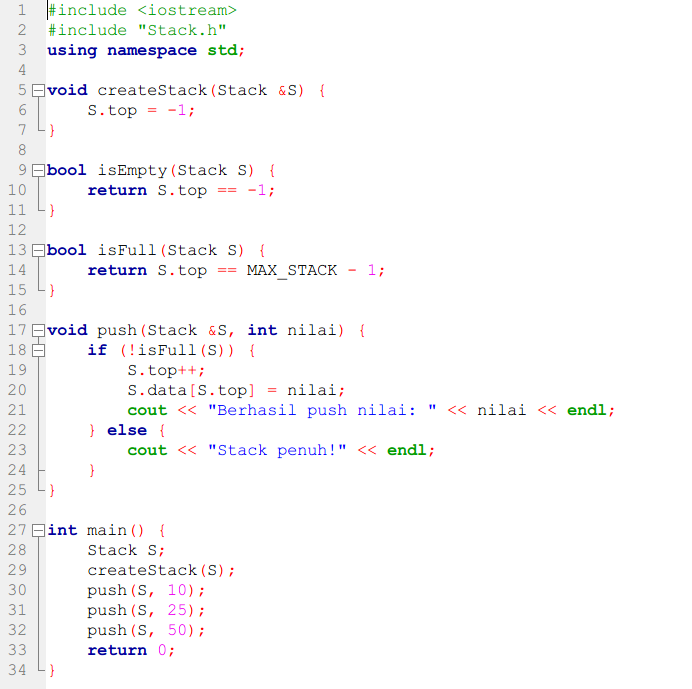 1 #include <iostream>
2 #include "Stack.h"
3 using namespace std;
4
5 void createStack(Stack &S) {
6     S.top = -1;
7 }
8
9 bool isEmpty(Stack S) {
10     return S.top == -1;
11 }
12
13 bool isFull(Stack S) {
14     return S.top == MAX_STACK - 1;
15 }
16
17 void push(Stack &S, int nilai) {
18     if (!isFull(S)) {
19         S.top++;
20         S.data[S.top] = nilai;
21         cout << "Berhasil push nilai: " << nilai << endl;
22     } else {
23         cout << "Stack penuh!" << endl;
24     }
25 }
26
27 int main() {
28     Stack S;
29     createStack(S);
30     push(S, 10);
31     push(S, 25);
32     push(S, 50);
33     return 0;
34 }